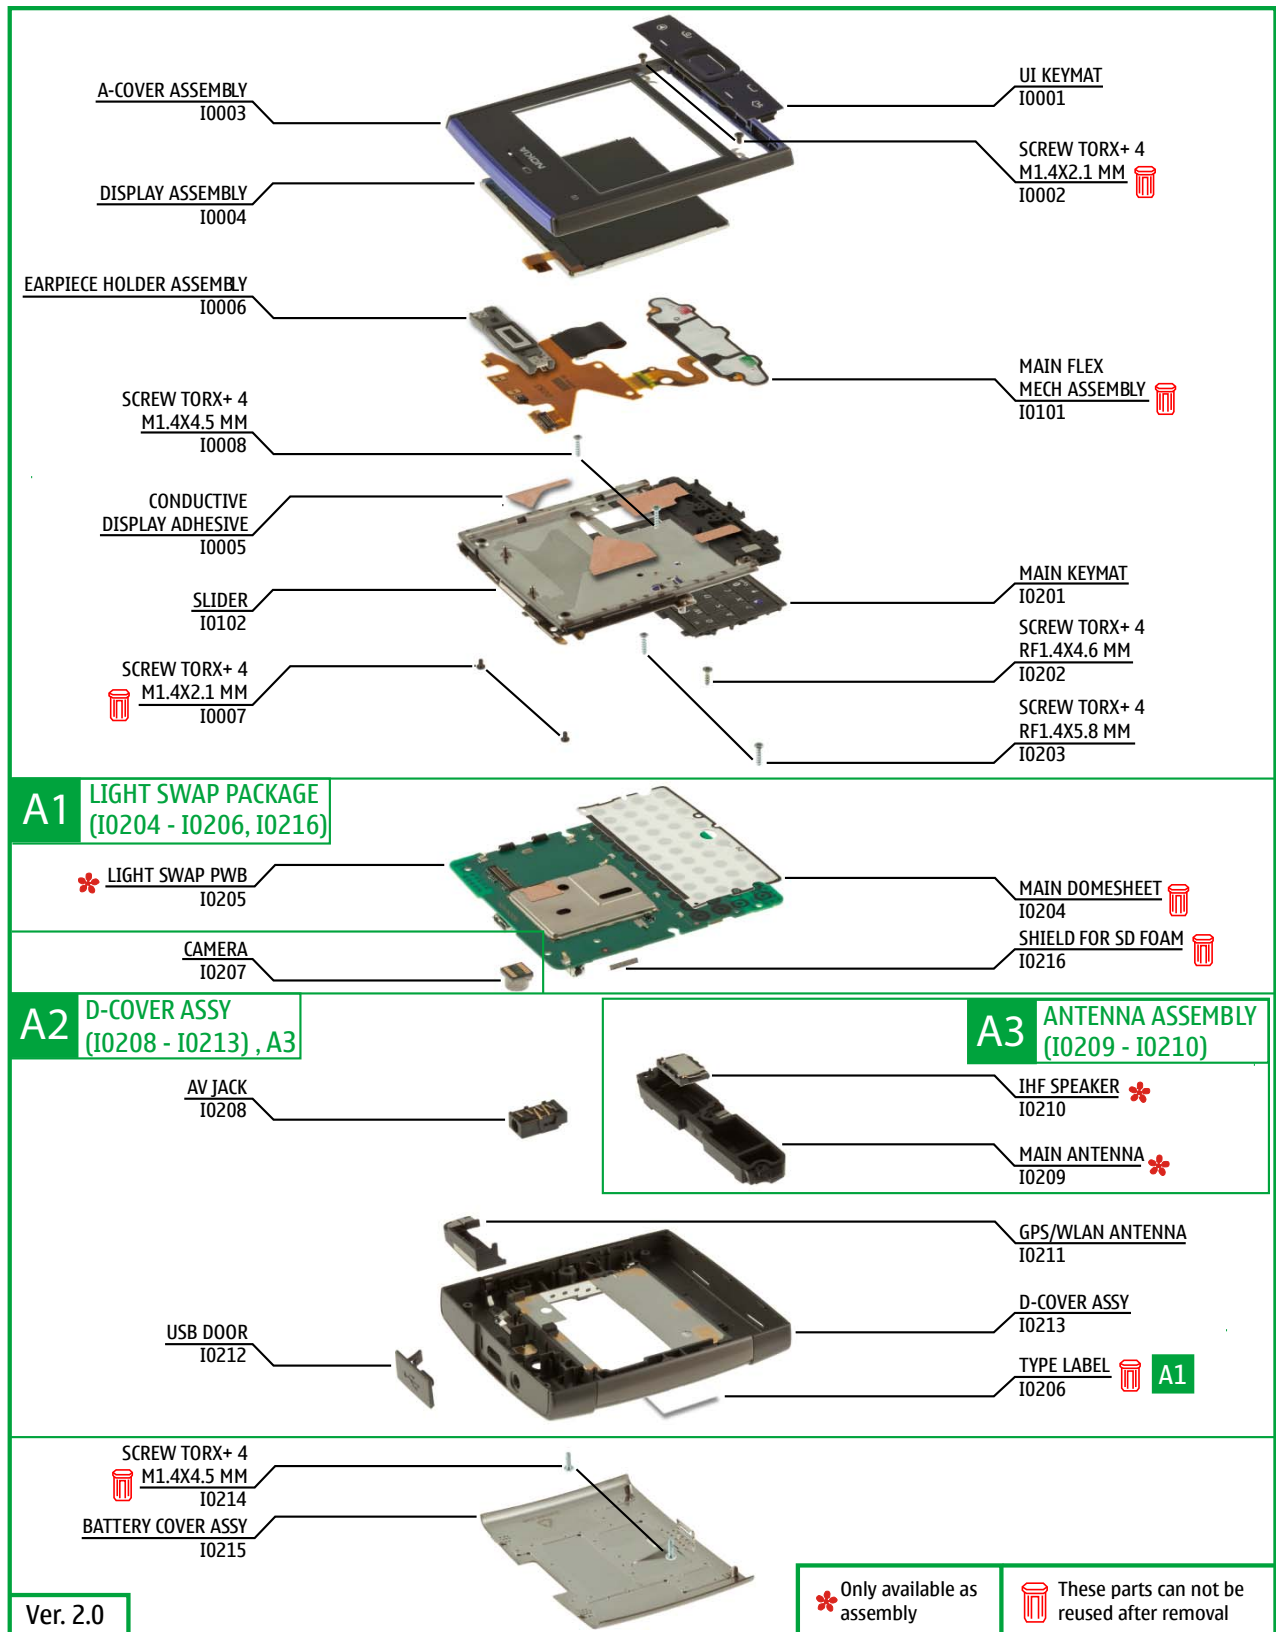 A-COVER ASSEMBLY
I0003
UI KEYMAT
I0001
SCREW TORX+ 4
M1.4X2.1 MM
I0002
NOKIA
DISPLAY ASSEMBLY
I0004
EARPIECE HOLDER ASSEMBLY
I0006
MAIN FLEX
MECH ASSEMBLY
I0101
SCREW TORX+ 4
M1.4X4.5 MM
I0008
CONDUCTIVE
DISPLAY ADHESIVE
I0005
SLIDER
I0102
MAIN KEYMAT
I0201
SCREW TORX+ 4
RF1.4X4.6 MM
I0202
SCREW TORX+ 4
M1.4X2.1 MM
I0007
SCREW TORX+ 4
RF1.4X5.8 MM
I0203
A1
LIGHT SWAP PACKAGE
(I0204 - I0206, I0216)
LIGHT SWAP PWB
I0205
MAIN DOMESHEET
I0204
SHIELD FOR SD FOAM
I0216
CAMERA
I0207
A2
D-COVER ASSY
(I0208 - I0213) , A3
A3
ANTENNA ASSEMBLY
(I0209 - I0210)
AV JACK
I0208
IHF SPEAKER
I0210
MAIN ANTENNA
I0209
GPS/WLAN ANTENNA
I0211
D-COVER ASSY
I0213
USB DOOR
I0212
TYPE LABEL
I0206
A1
SCREW TORX+ 4
M1.4X4.5 MM
I0214
BATTERY COVER ASSY
I0215
Ver. 2.0
Only available as
assembly
These parts can not be
reused after removal